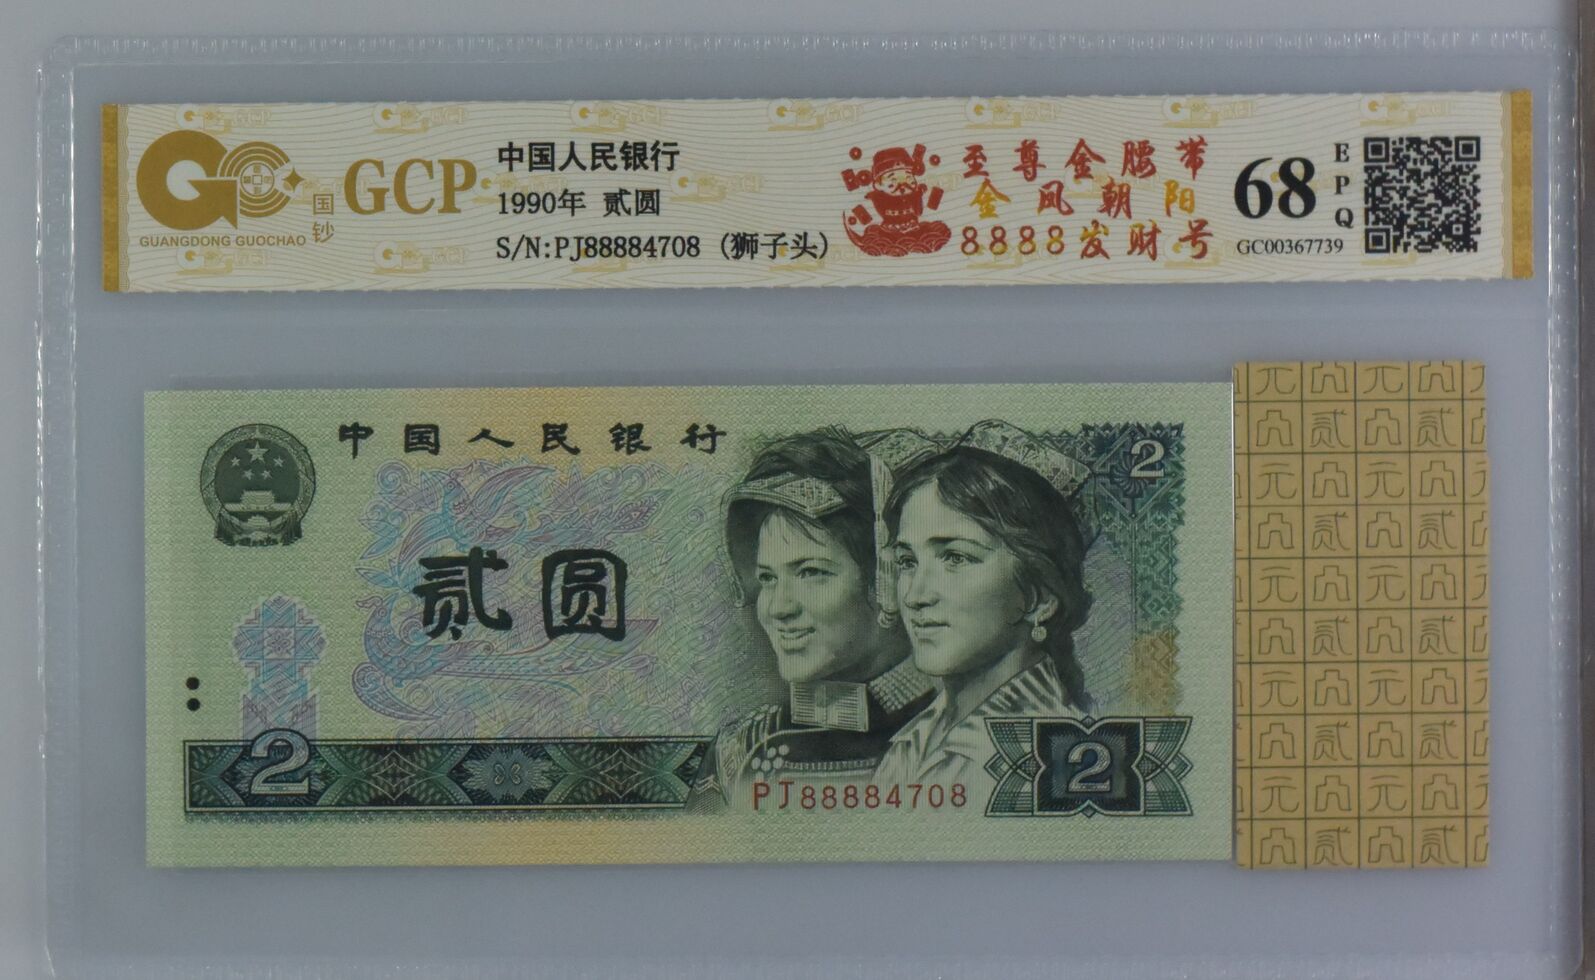 GCP
国钞
GUANGDONG GUOCHAO
中国人民银行
1990年 贰圆
S/N:PJ88884708 (狮子头)
至尊金腰带
金凤朝阳
8888发财号
68
EPQ
GC00367739
中国人民银行
2
贰圆
2
PJ88884708
2